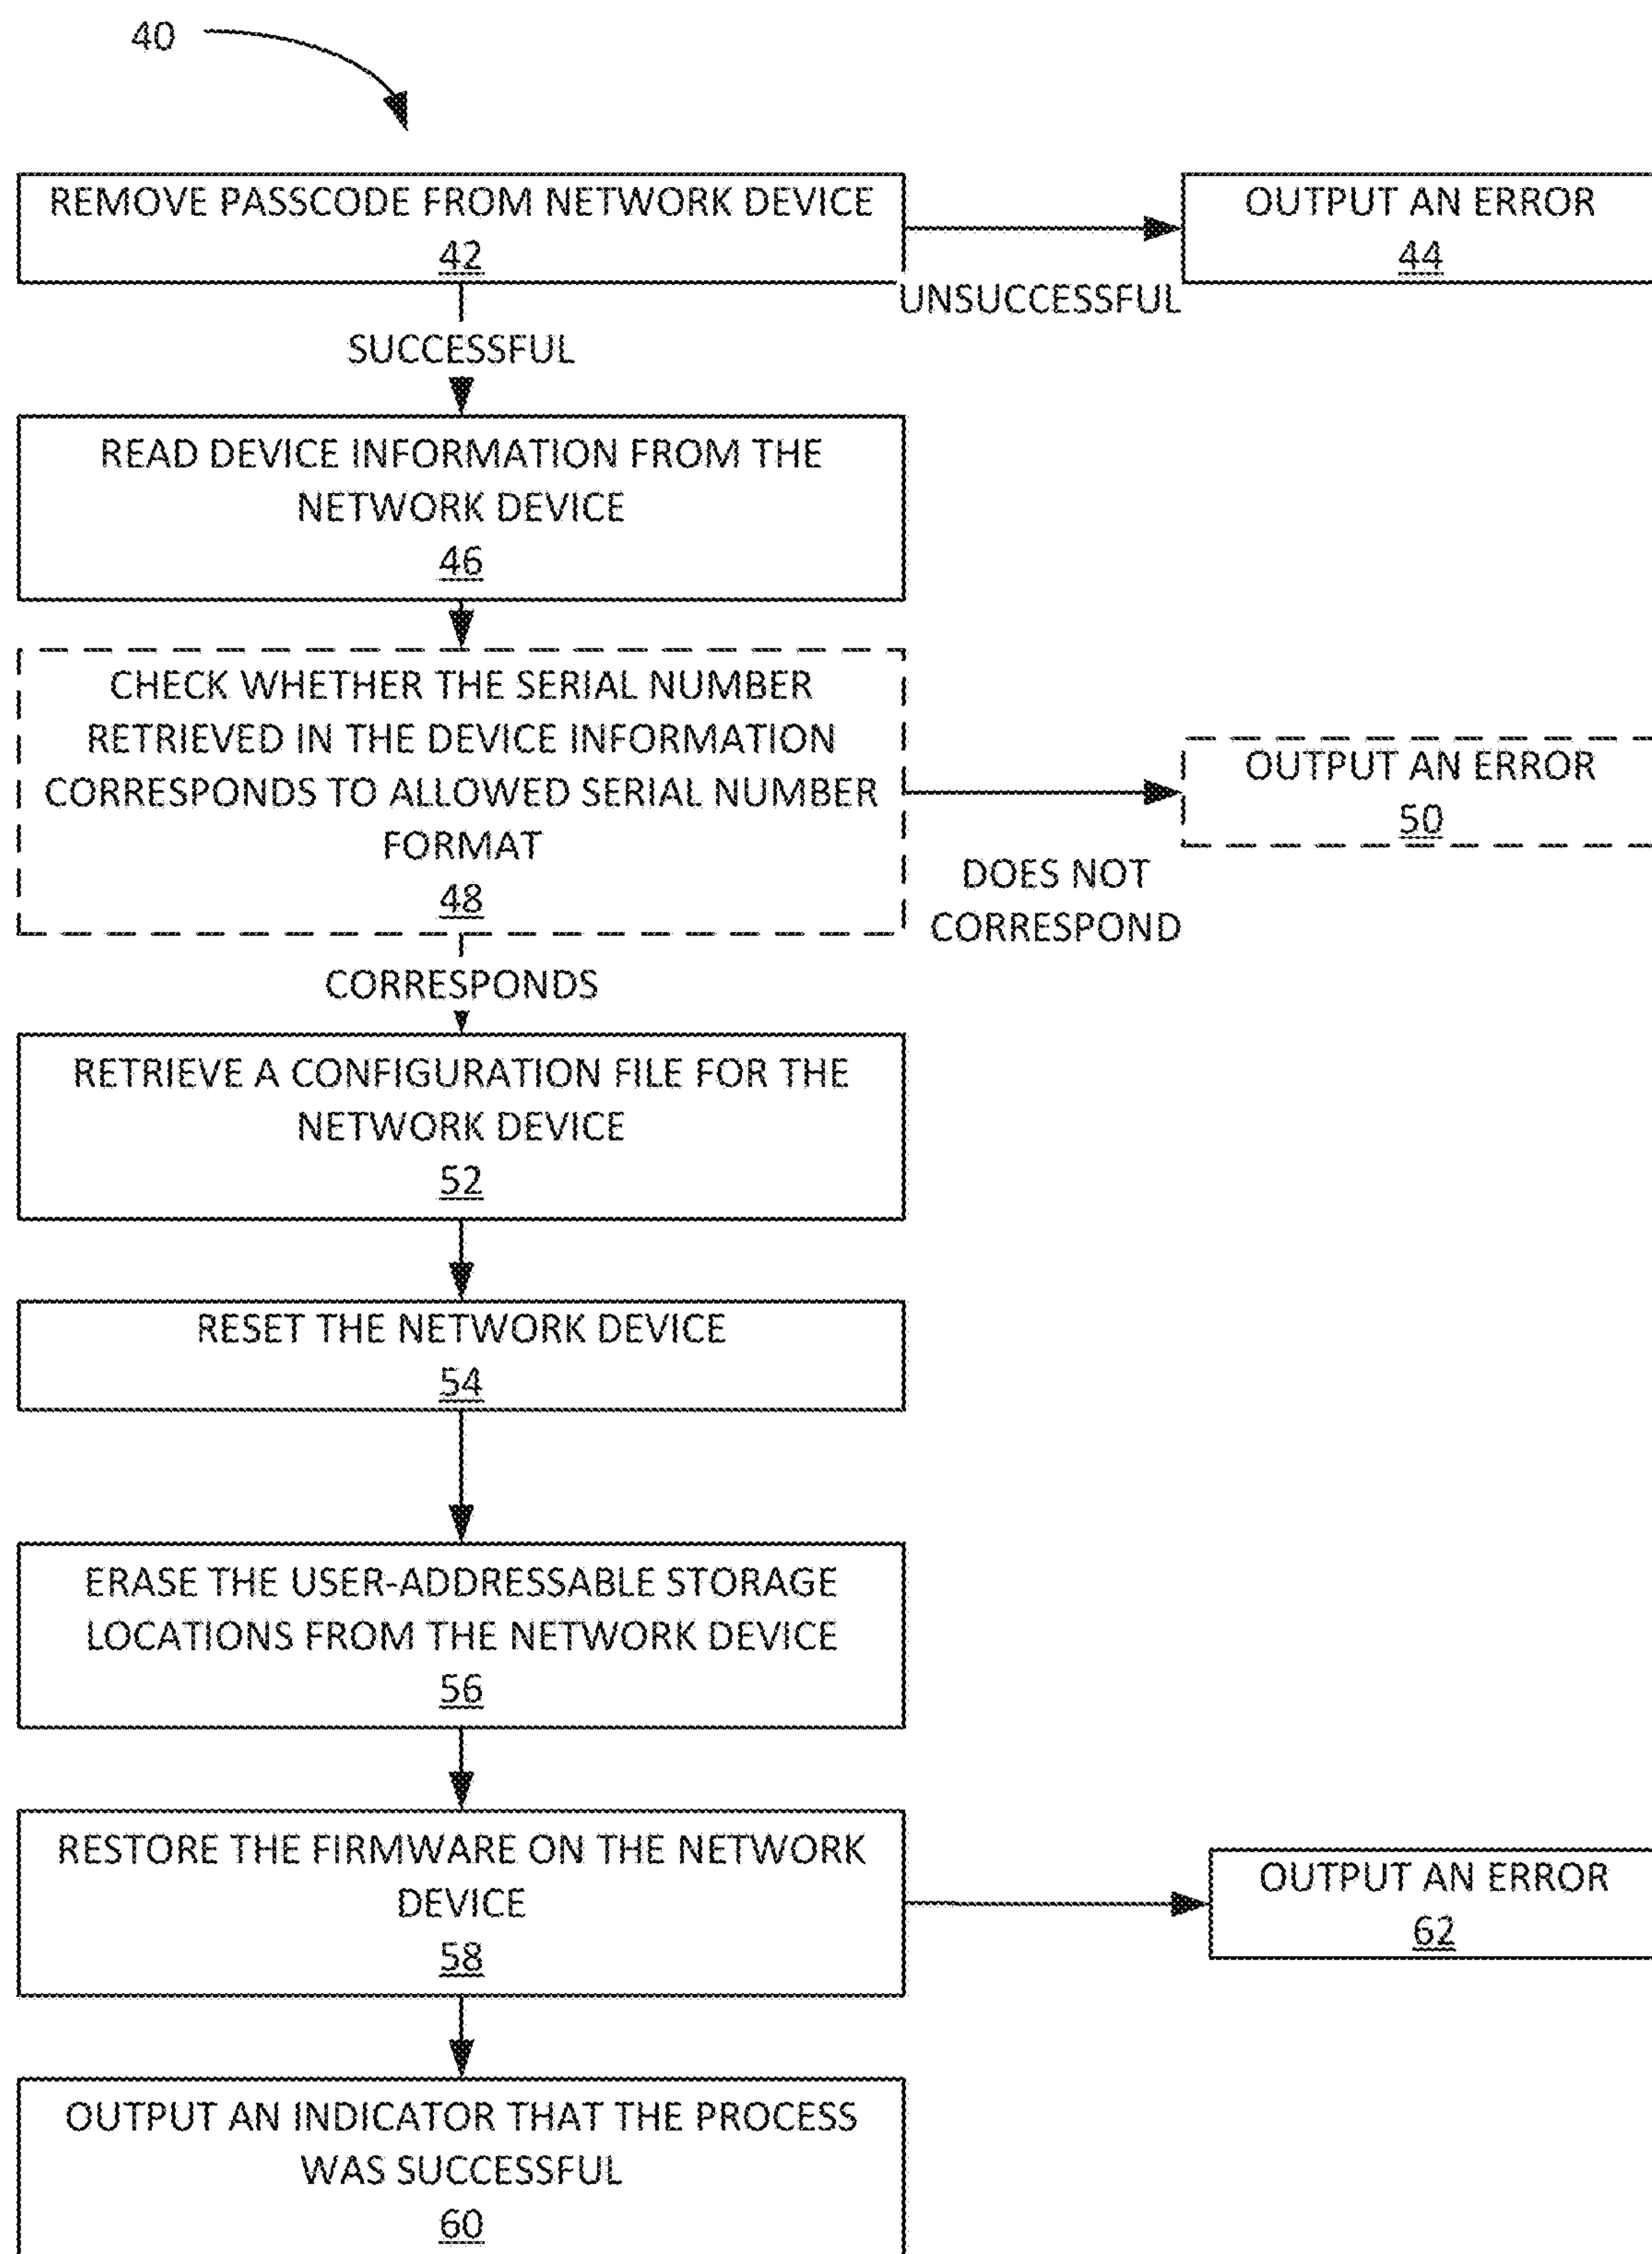 40
REMOVE PASSCODE FROM NETWORK DEVICE
42
OUTPUT AN ERROR
44
UNSUCCESSFUL
SUCCESSFUL
READ DEVICE INFORMATION FROM THE
NETWORK DEVICE
46
CHECK WHETHER THE SERIAL NUMBER
RETRIEVED IN THE DEVICE INFORMATION
CORRESPONDS TO ALLOWED SERIAL NUMBER
FORMAT
48
OUTPUT AN ERROR
50
DOES NOT
CORRESPOND
CORRESPONDS
RETRIEVE A CONFIGURATION FILE FOR THE
NETWORK DEVICE
52
RESET THE NETWORK DEVICE
54
ERASE THE USER-ADDRESSABLE STORAGE
LOCATIONS FROM THE NETWORK DEVICE
56
RESTORE THE FIRMWARE ON THE NETWORK
DEVICE
58
OUTPUT AN ERROR
62
OUTPUT AN INDICATOR THAT THE PROCESS
WAS SUCCESSFUL
60